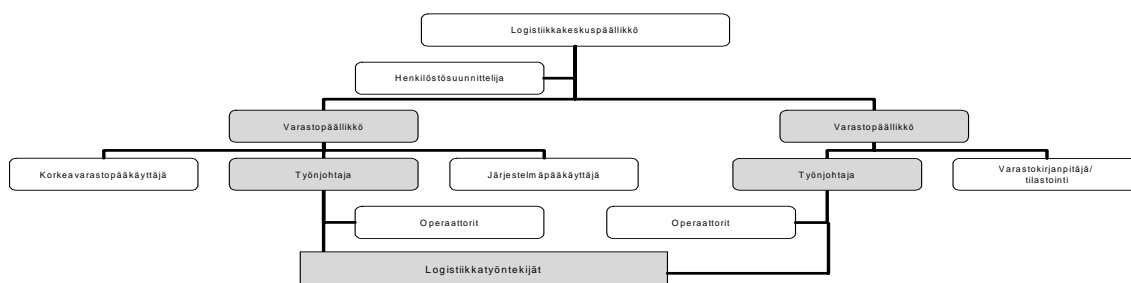 Logistiikkakeskuspäällikkö
Henkilöstösuunnittelija
Varastopäällikkö
Varastopäällikkö
Korkeavarastopääkäyttäjä
Työnjohtaja
Järjestelmäpääkäyttäjä
Työnjohtaja
Varastokirjanpitäjä/
tilastointi
Operaattorit
Operaattorit
Logistiikkatyöntekijät